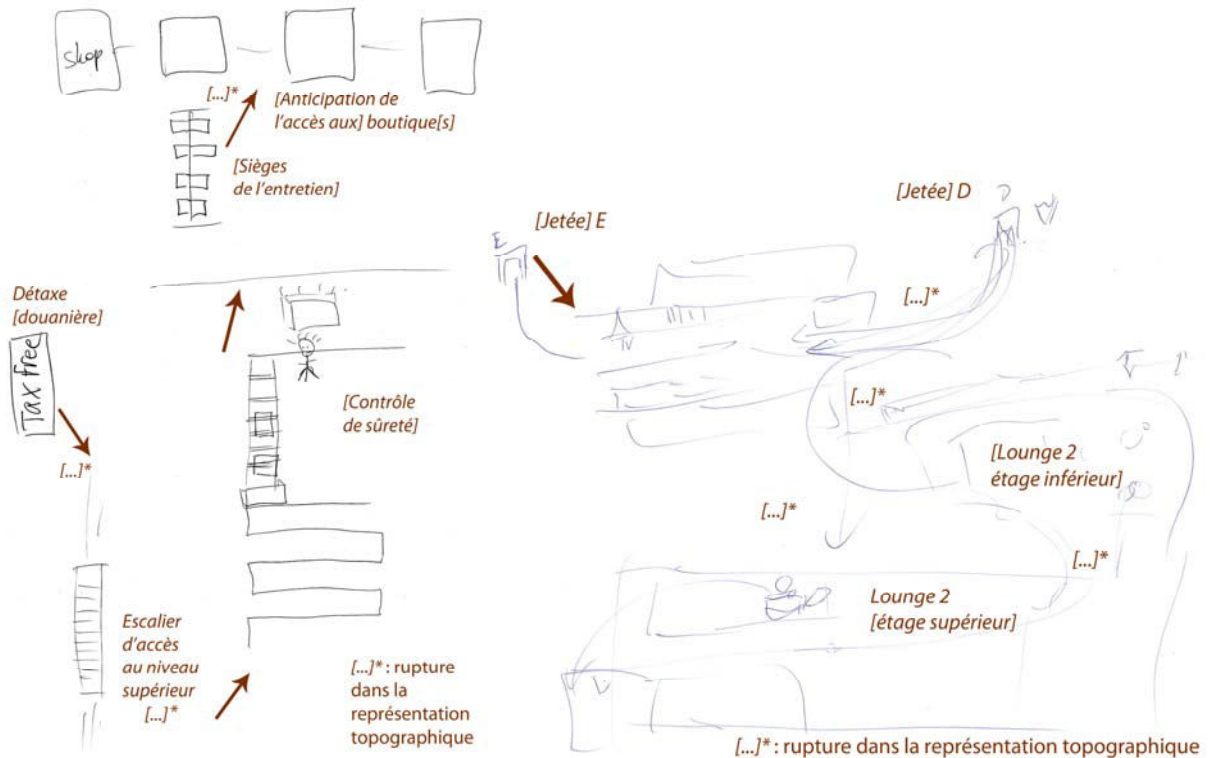 shop
[...]*
[Anticipation de
l'accès aux] boutique[s]
[Sièges
de l'entretien]
Détaxe
[douanière]
Tax free
[...]*
[Contrôle
de sûreté]
Escalier
d'accès
au niveau
supérieur
[...]*
[...]* : rupture
dans la
représentation
topographique
[Jetée] E
E
[Jetée] D
D
[...]*
[...]*
[Lounge 2
étage inférieur]
[...]*
[...]*
Lounge 2
[étage supérieur]
[...]* : rupture dans la représentation topographique